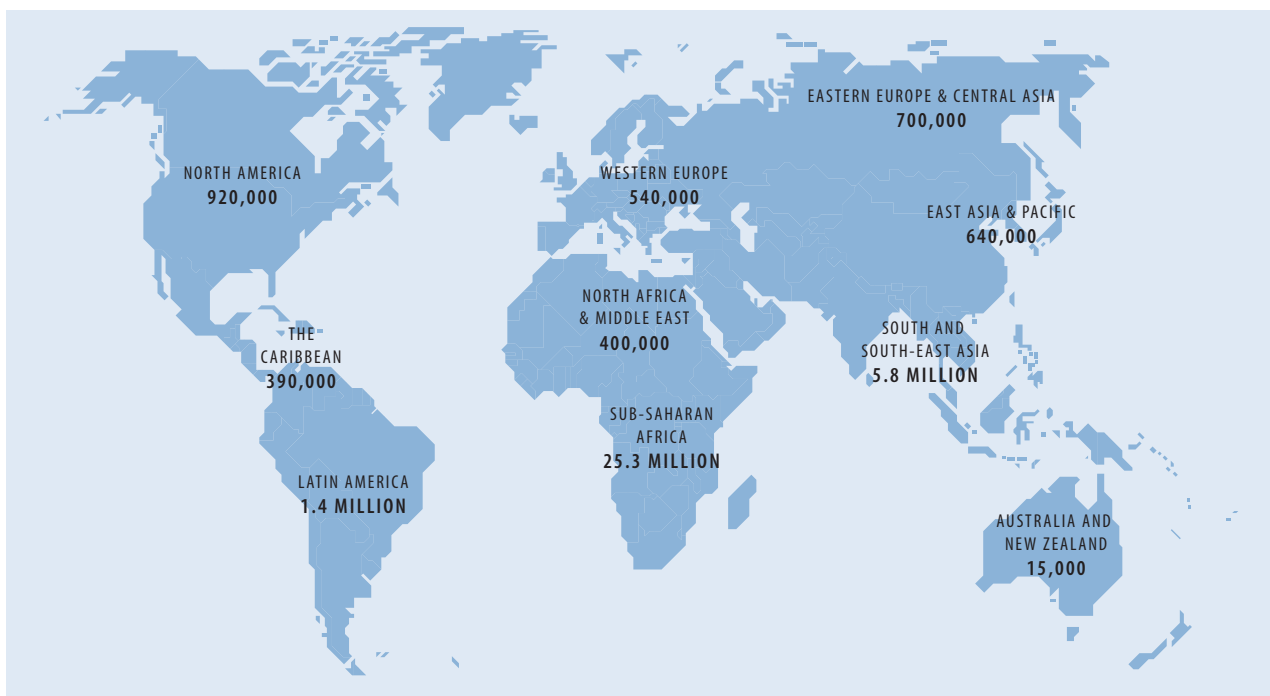 EASTERN EUROPE & CENTRAL ASIA
700,000
NORTH AMERICA
920,000
WESTERN EUROPE
540,000
EAST ASIA & PACIFIC
640,000
NORTH AFRICA
& MIDDLE EAST
400,000
THE
CARIBBEAN
390,000
SOUTH AND
SOUTH-EAST ASIA
5.8 MILLION
SUB-SAHARAN
AFRICA
25.3 MILLION
LATIN AMERICA
1.4 MILLION
AUSTRALIA AND
NEW ZEALAND
15,000